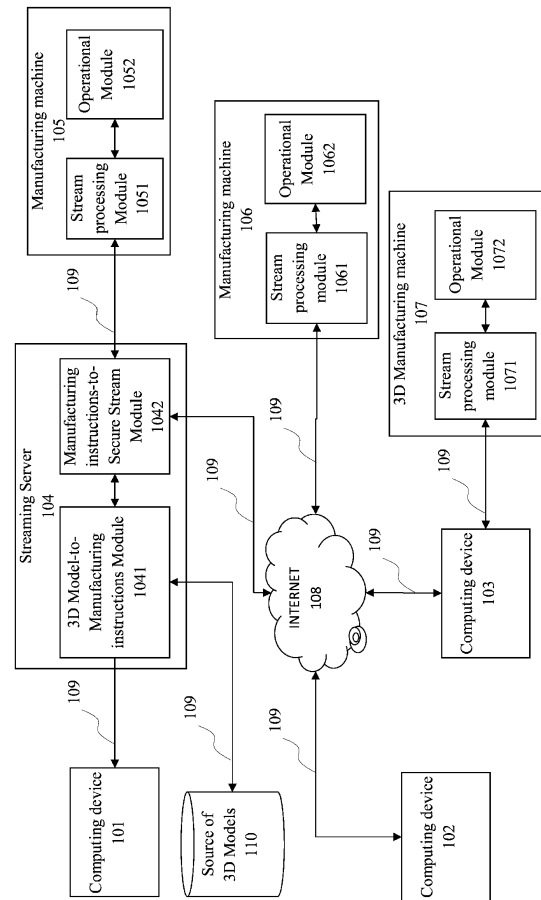 Computing device
101
109
Streaming Server
104
3D Model-to-
Manufacturing
instructions Module
1041
Manufacturing
instructions-to-
Secure Stream
Module
1042
109
Manufacturing machine
105
Stream
processing
Module
1051
Operational
Module
1052
Source of
3D Models
110
109
109
Manufacturing machine
106
Stream
processing
module
1061
Operational
Module
1062
INTERNET
108
109
Computing device
102
109
109
Computing device
103
109
3D Manufacturing machine
107
Stream
processing
module
1071
Operational
Module
1072